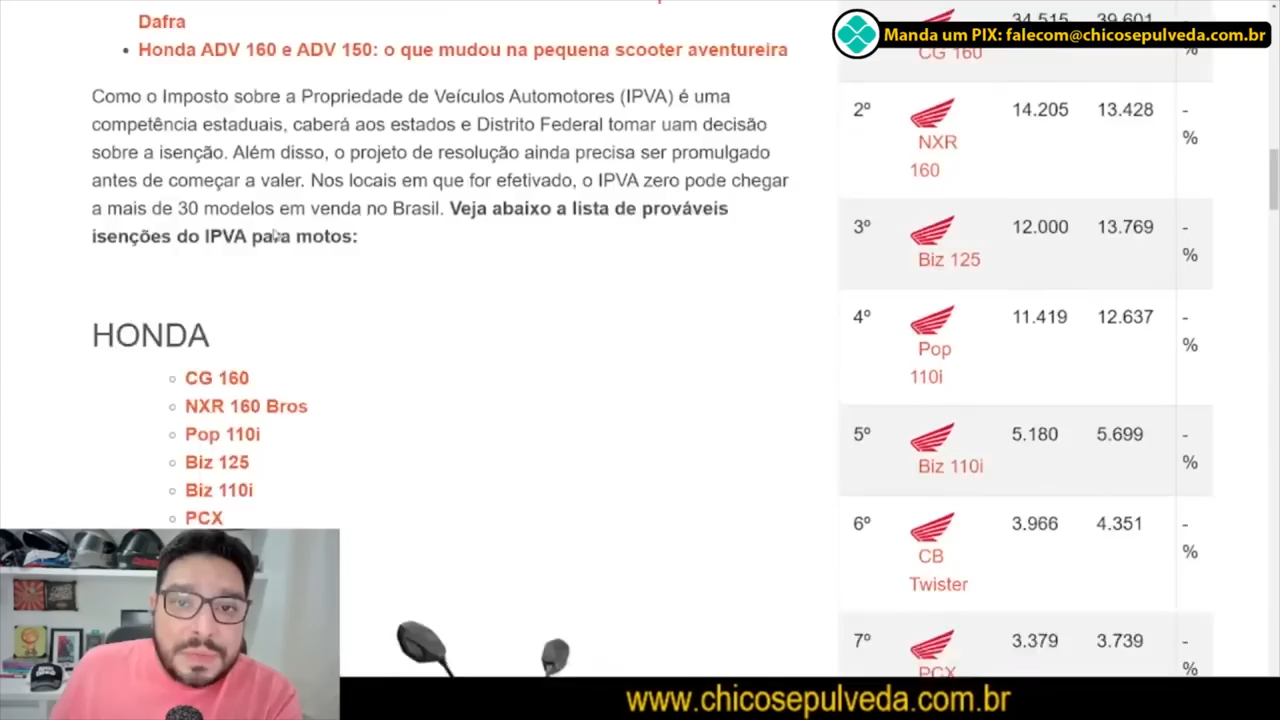 Dafra
• Honda ADV 160 e ADV 150: o que mudou na pequena scooter aventureira
Como o Imposto sobre a Propriedade de Veículos Automotores (IPVA) é uma
competência estaduais, caberá aos estados e Distrito Federal tomar uam decisão
sobre a isenção. Além disso, o projeto de resolução ainda precisa ser promulgado
antes de começar a valer. Nos locais em que for efetivado, o IPVA zero pode chegar
a mais de 30 modelos em venda no Brasil. Veja abaixo a lista de prováveis
isenções do IPVA para motos:
HONDA
CG 160
NXR 160 Bros
Pop 110i
Biz 125
Biz 110i
PCX
Manda um PIX: falecom@chicosepulveda.com.br
34.515 39.601
%
CG 160
2º 14.205 13.428 -
%
NXR
160
3º 12.000 13.769 -
%
Biz 125
4º 11.419 12.637 -
%
Pop
110i
5º 5.180 5.699 -
%
Biz 110i
6º 3.966 4.351 -
%
CB
Twister
7º 3.379 3.739 -
%
PCX
www.chicosepulveda.com.br